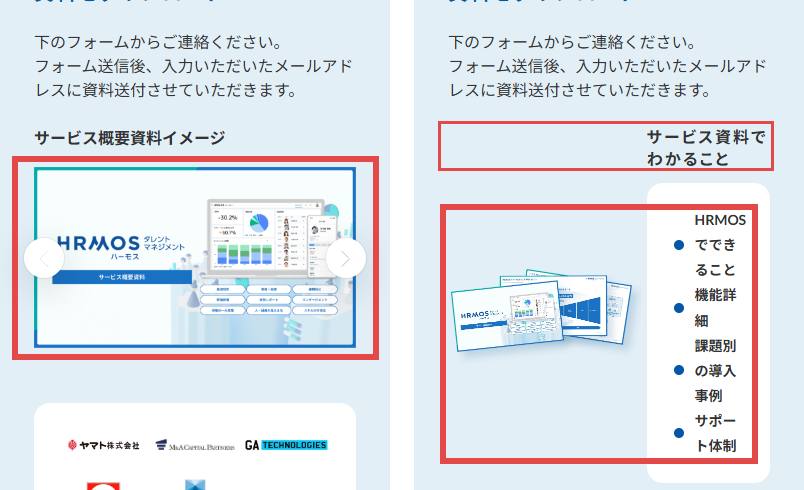 下のフォームからご連絡ください。
フォーム送信後、入力いただいたメールアド
レスに資料送付させていただきます。
サービス概要資料イメージ
HRMOS タレント
マネジメント
ハーモス
サービス概要資料
-30.2%
ヤマト株式会社
M&A CAPITAL PARTNERS
GA TECHNOLOGIES
下のフォームからご連絡ください。
フォーム送信後、入力いただいたメールアド
レスに資料送付させていただきます。
サービス資料で
わかること
HRMOS
HRMOS
ででき
ること
機能詳
細
課題別
の導入
事例
サポー
ト体制